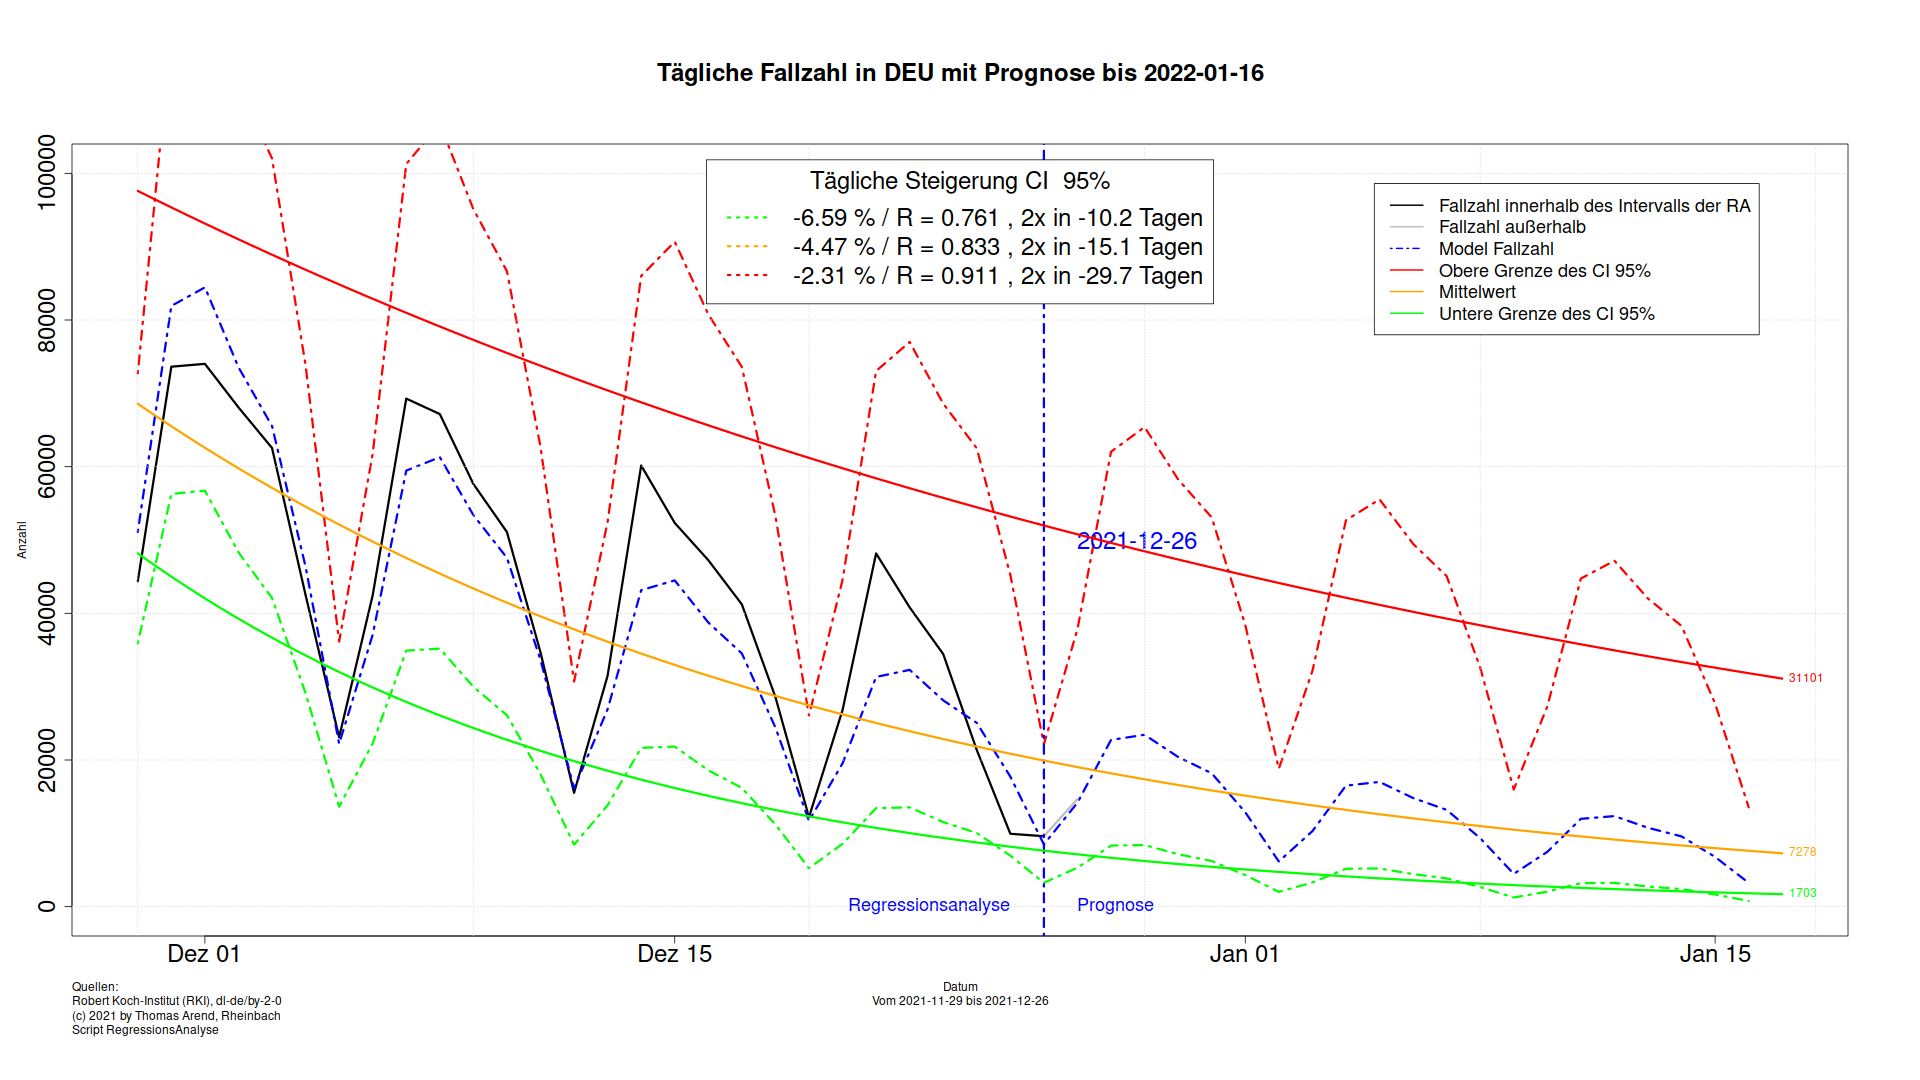 Tägliche Fallzahl in DEU mit Prognose bis 2022-01-16
Anzahl
100000
80000
60000
40000
20000
0
Tägliche Steigerung CI  95%
-6.59 % / R = 0.761 , 2x in -10.2 Tagen
-4.47 % / R = 0.833 , 2x in -15.1 Tagen
-2.31 % / R = 0.911 , 2x in -29.7 Tagen
Fallzahl innerhalb des Intervalls der RA
Fallzahl außerhalb
Model Fallzahl
Obere Grenze des CI 95%
Mittelwert
Untere Grenze des CI 95%
2021-12-26
31101
7278
1703
Regressionsanalyse
Prognose
Dez 01
Dez 15
Jan 01
Jan 15
Datum
Vom 2021-11-29 bis 2021-12-26
Quellen:
Robert Koch-Institut (RKI), dl-de/by-2-0
(c) 2021 by Thomas Arend, Rheinbach
Script RegressionsAnalyse